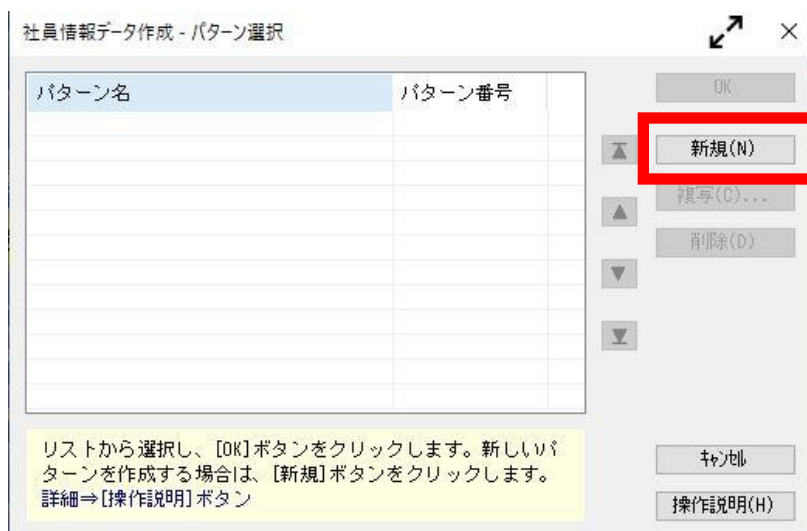 社員情報データ作成 - パターン選択
パターン名 パターン番号
OK
新規(N)
複写(C)...
削除(D)
リストから選択し、[OK]ボタンをクリックします。新しいパ
ターンを作成する場合は、[新規]ボタンをクリックします。
詳細⇒[操作説明]ボタン
キャンセル
操作説明(H)